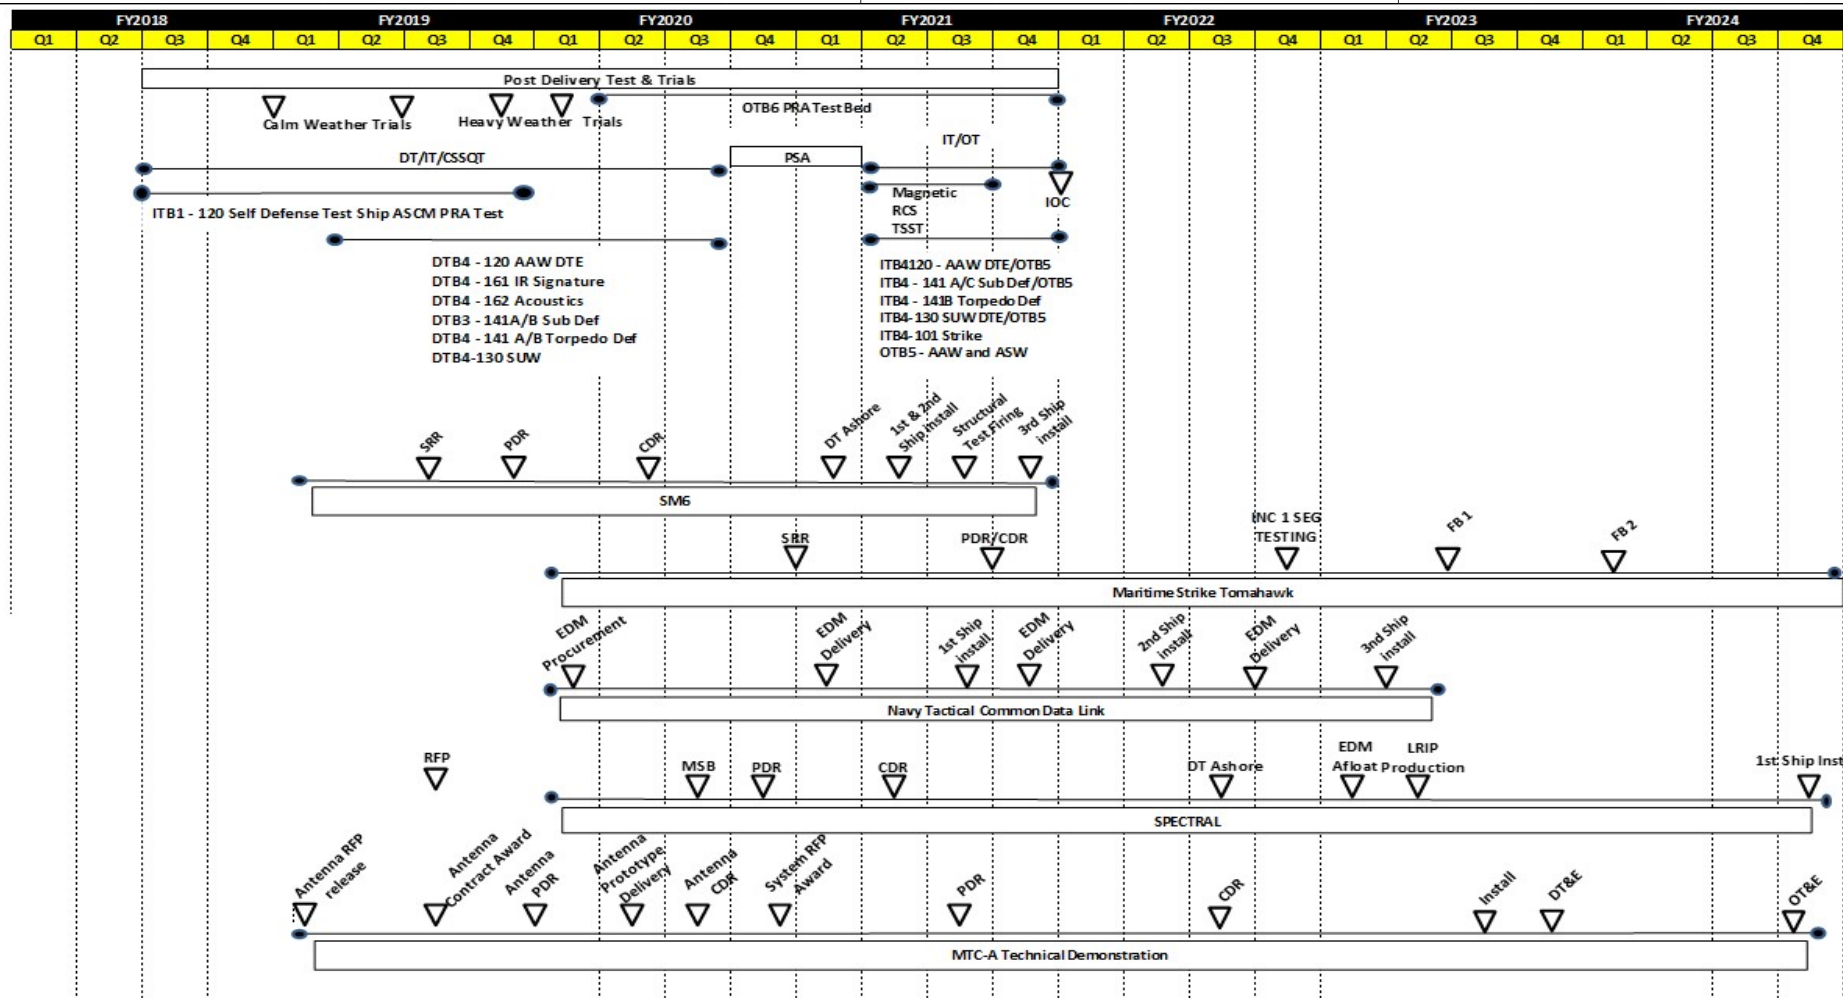 FY2018 FY2019 FY2020 FY2021 FY2022 FY2023 FY2024
Q1 Q2 Q3 Q4 Q1 Q2 Q3 Q4 Q1 Q2 Q3 Q4 Q1 Q2 Q3 Q4 Q1 Q2 Q3 Q4 Q1 Q2 Q3 Q4 Q1 Q2 Q3 Q4
Post Delivery Test & Trials
Calm Weather Trials
Heavy Weather Trials
OTB6 PRA Test Bed
DT/IT/CSSQT
PSA
IT/OT
ITB1 - 120 Self Defense Test Ship ASCM PRA Test
Magnetic
RCS
TSST
IOC
DTB4 - 120 AAW DTE
DTB4 - 161 IR Signature
DTB4 - 162 Acoustics
DTB3 - 141A/B Sub Def
DTB4 - 141 A/B Torpedo Def
DTB4-130 SUW
ITB4120 - AAW DTE/OTB5
ITB4 - 141 A/C Sub Def/OTB5
ITB4 - 141B Torpedo Def
ITB4-130 SUW DTE/OTB5
ITB4-101 Strike
OTB5 - AAW and ASW
SRR
PDR
CDR
DT Ashore
1st & 2nd
Ship install
Structural
Test Firing
3rd Ship
install
SM6
SRR
PDR/CDR
INC 1 SEG
TESTING
FB 1
FB 2
Maritime Strike Tomahawk
EDM
Procurement
EDM
Delivery
1st Ship
install
EDM
Delivery
2nd Ship
install
EDM
Delivery
3nd Ship
install
Navy Tactical Common Data Link
RFP
MSB
PDR
CDR
DT Ashore
EDM
Afloat
LRIP
Production
1st Ship Inst
SPECTRAL
Antenna RFP
release
Antenna
Contract Award
Antenna
PDR
Antenna
Prototype
Delivery
Antenna
CDR
System RFP
Award
PDR
CDR
Install
DT&E
OT&E
MTC-A Technical Demonstration